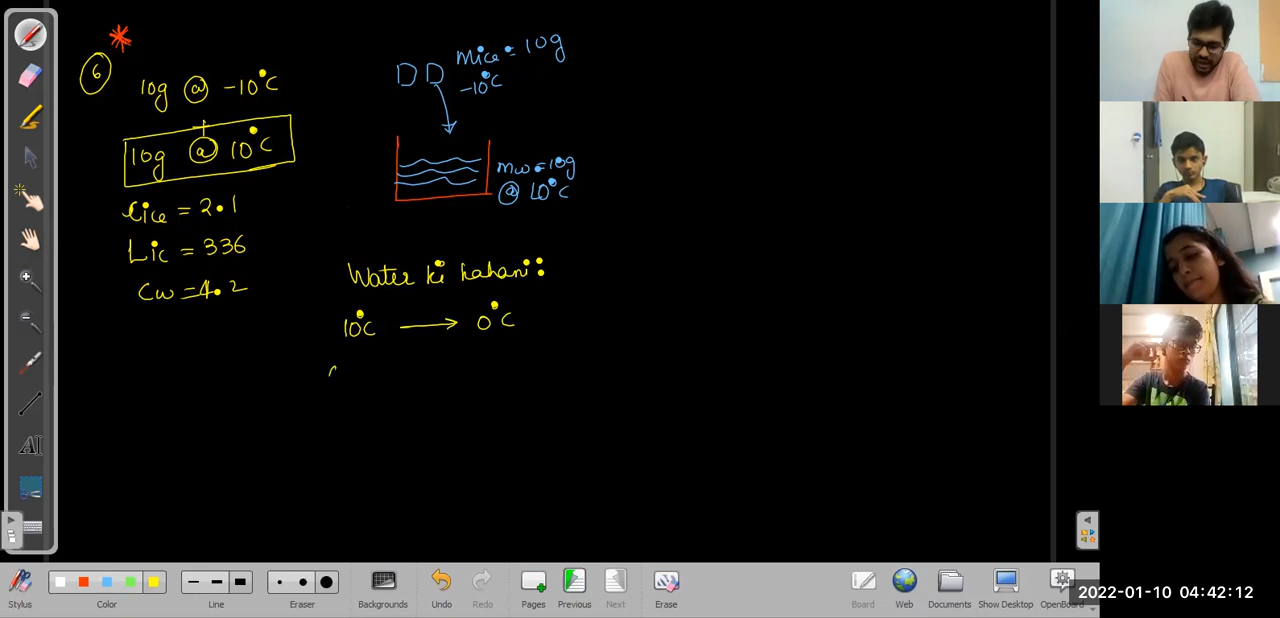 6
10g @ -10°C
10g @ 10°C
Cice = 2.1
Lic = 336
Cw = 4.2
Mice = 10g
-10°C
mw = 10g
@ 10°C
Water ki kahani :
10°C → 0°C
AI
Stylus
Color
Line
Eraser
Backgrounds
Undo
Redo
Pages
Previous
Next
Erase
Board
Web
Documents
Show Desktop
OpenBoard
2022-01-10 04:42:12